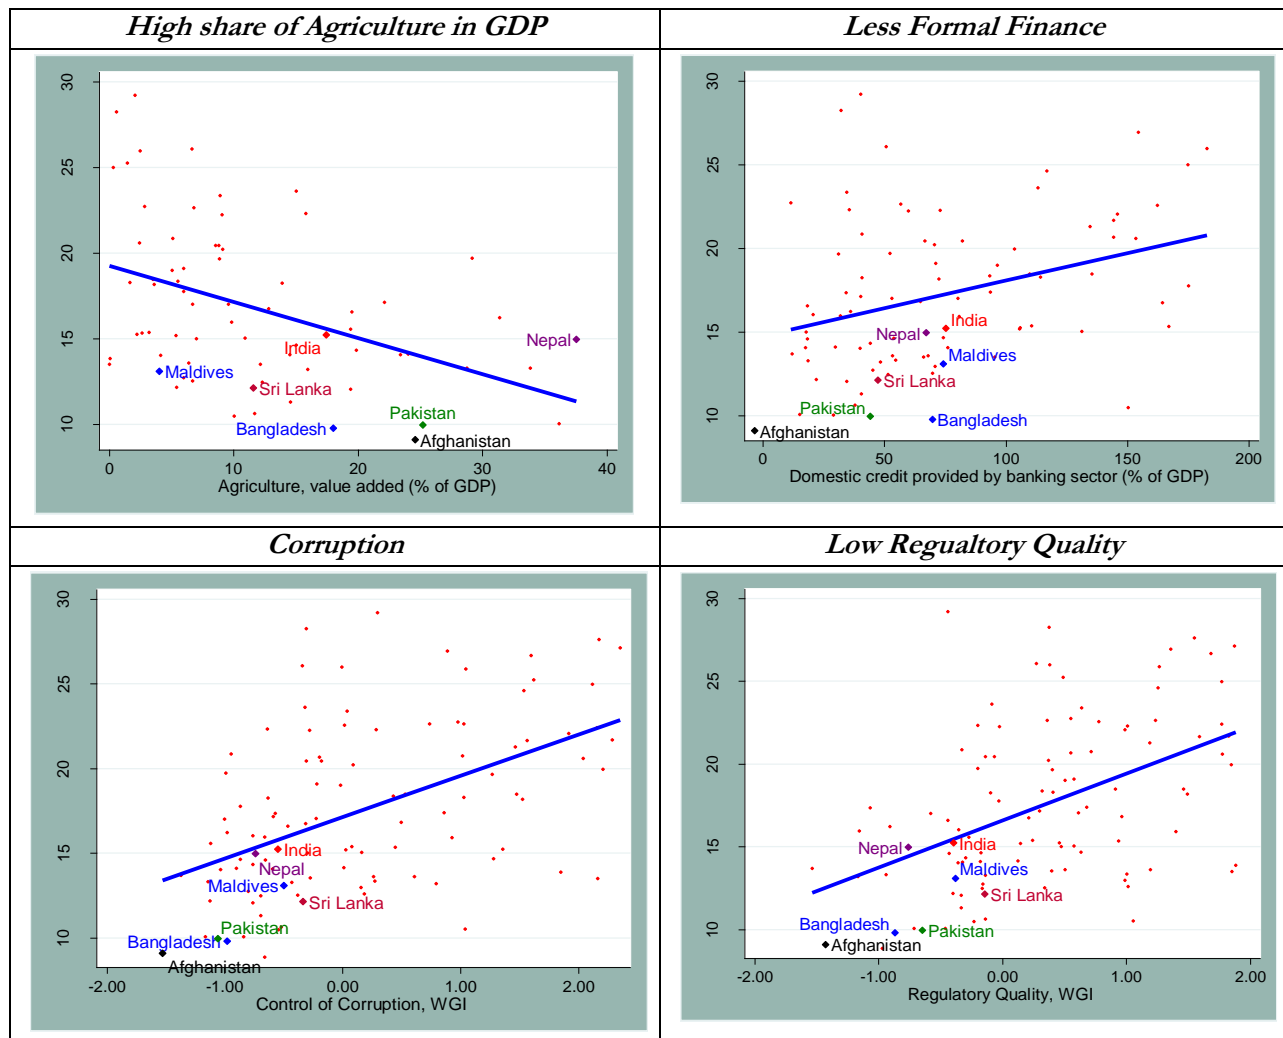 High share of Agriculture in GDP
Less Formal Finance
30
25
20
15
10
Maldives
India
Sri Lanka
Bangladesh
Nepal
Pakistan
Afghanistan
0
10
20
30
40
Agriculture, value added (% of GDP)
30
25
20
15
10
India
Nepal
Maldives
Sri Lanka
Pakistan
Bangladesh
Afghanistan
0
50
100
150
200
Domestic credit provided by banking sector (% of GDP)
Corruption
Low Regualtory Quality
30
25
20
15
10
India
Nepal
Maldives
Sri Lanka
Pakistan
Bangladesh
Afghanistan
-2.00
-1.00
0.00
1.00
2.00
Control of Corruption, WGI
30
25
20
15
10
Nepal
India
Maldives
Sri Lanka
Bangladesh
Pakistan
Afghanistan
-2.00
-1.00
0.00
1.00
2.00
Regulatory Quality, WGI